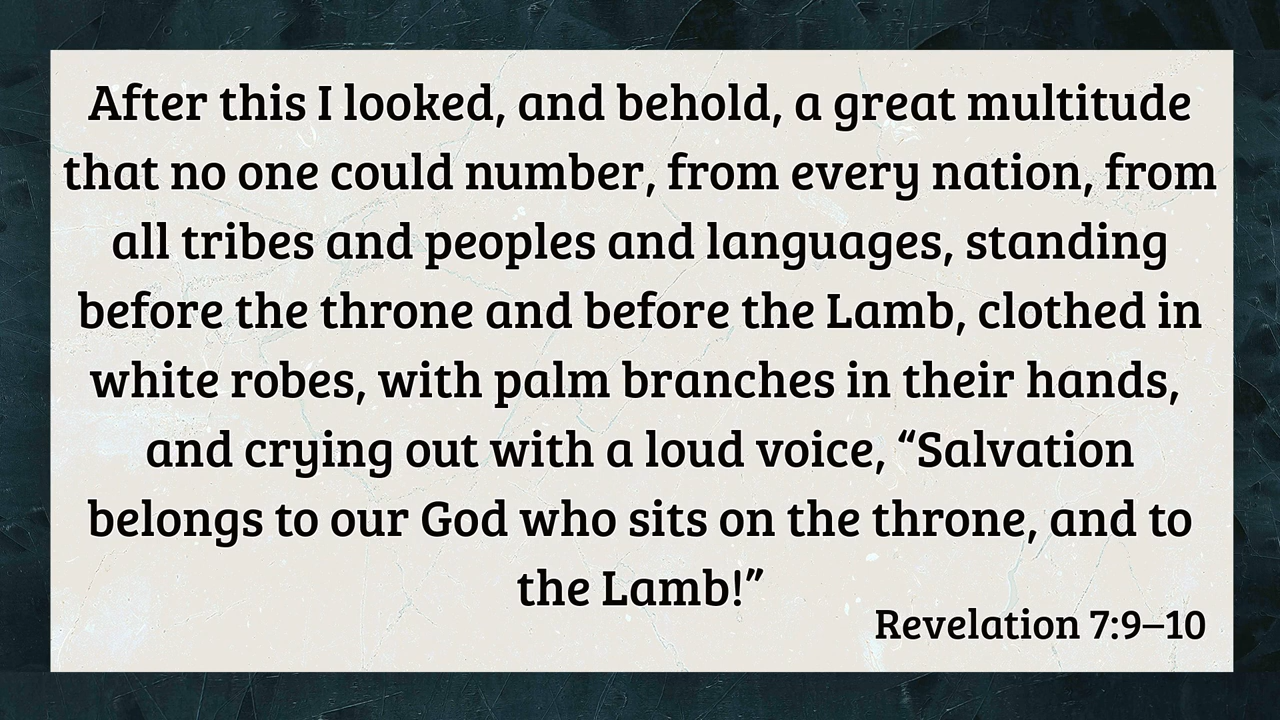 After this I looked, and behold, a great multitude
that no one could number, from every nation, from
all tribes and peoples and languages, standing
before the throne and before the Lamb, clothed in
white robes, with palm branches in their hands,
and crying out with a loud voice, “Salvation
belongs to our God who sits on the throne, and to
the Lamb!”
Revelation 7:9–10